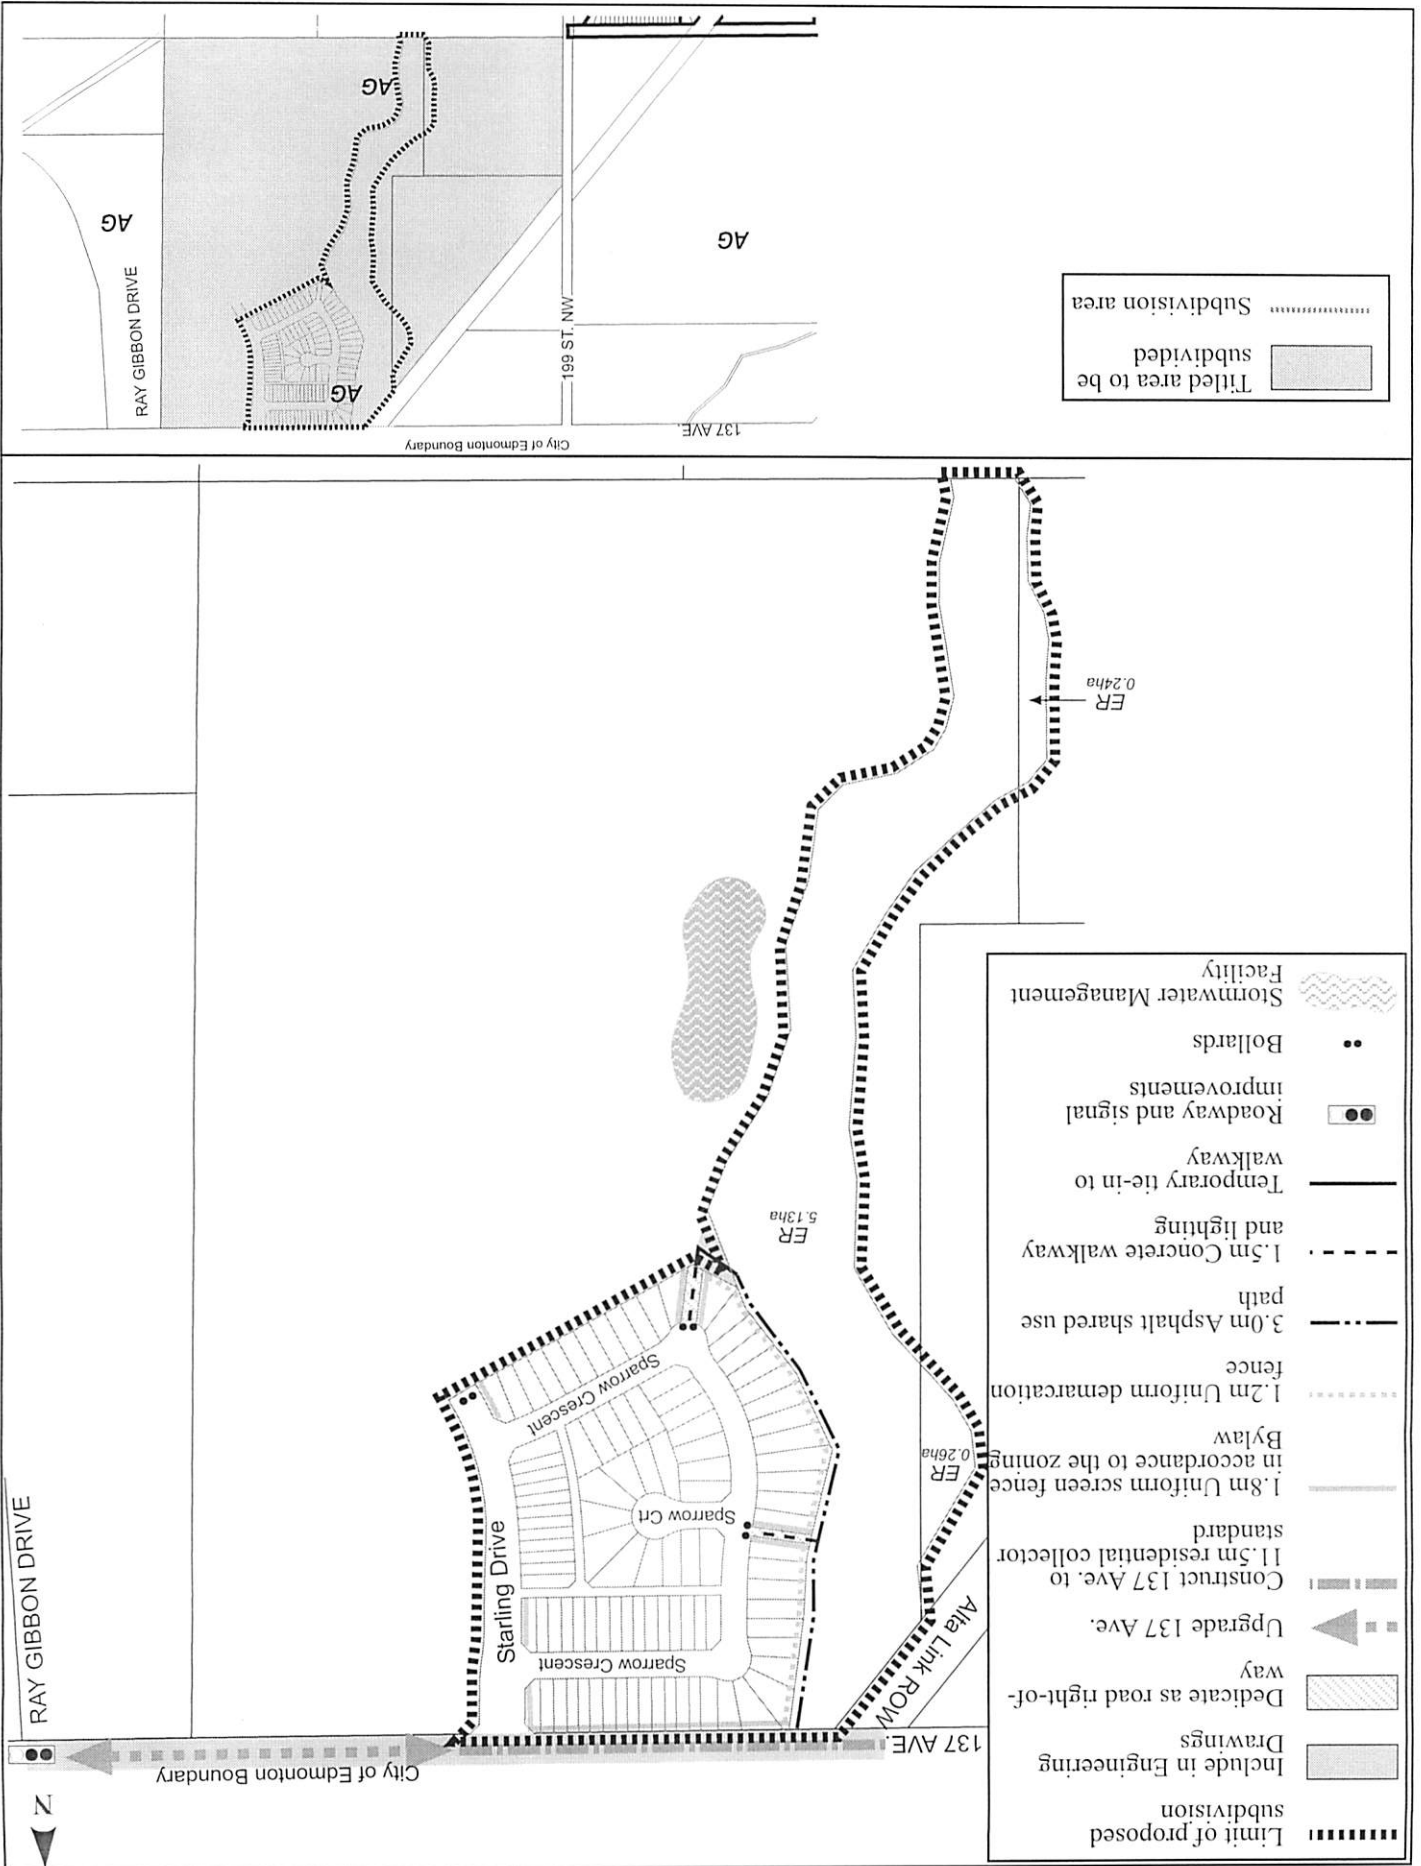 N
Limit of proposed
subdivision
Include in Engineering
Drawings
Dedicate as road right-of-
way
Upgrade 137 Ave.
Construct 137 Ave. to
11.5m residential collector
standard
1.8m Uniform screen fence
in accordance to the zoning
Bylaw
1.2m Uniform demarcation
fence
3.0m Asphalt shared use
path
1.5m Concrete walkway
and lighting
Temporary tie-in to
walkway
Roadway and signal
improvements
Bollards
Stormwater Management
Facility
City of Edmonton Boundary
137 AVE.
RAY GIBBON DRIVE
Alta Link ROW
Starling Drive
Sparrow Crescent
Sparrow Crt
Sparrow Crescent
ER
0.26ha
ER
5.13ha
ER
0.24ha
Titled area to be
subdivided
Subdivision area
City of Edmonton Boundary
137 AVE.
199 ST. NW
RAY GIBBON DRIVE
AG
AG
AG
AG